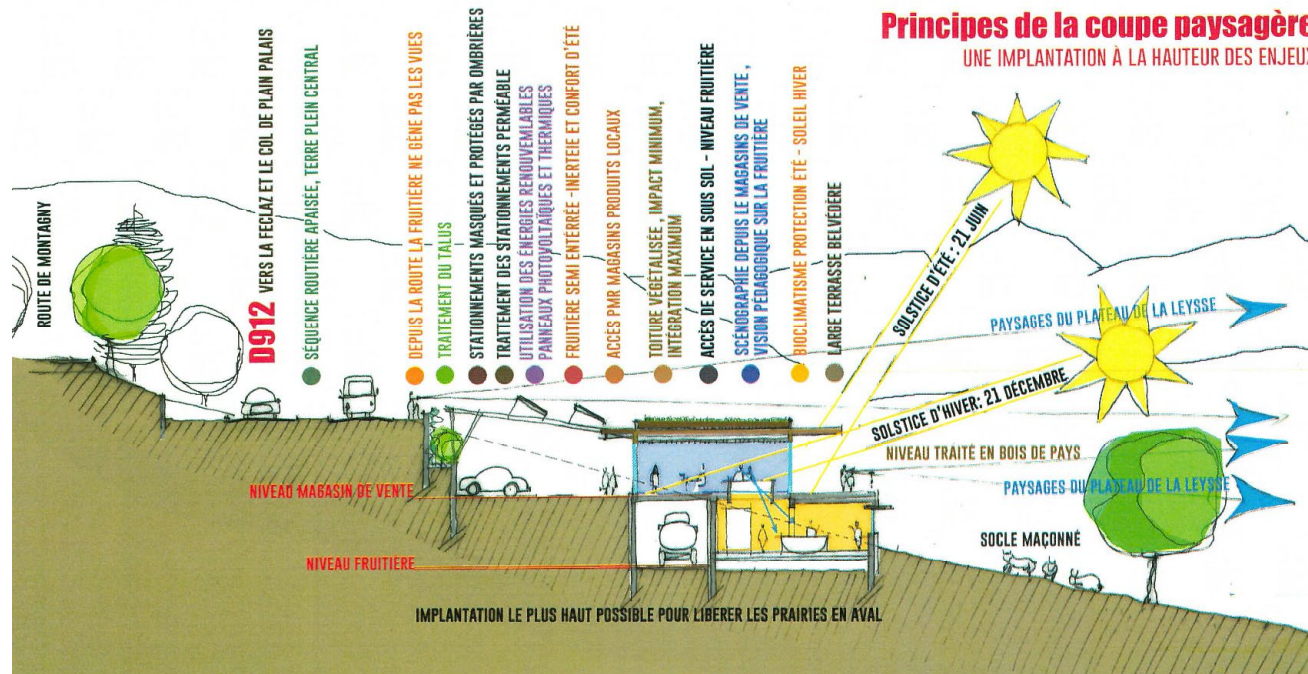 Principes de la coupe paysagère
UNE IMPLANTATION À LA HAUTEUR DES ENJEUX
ROUTE DE MONTAGNY
D912 VERS LA FECLAZ ET LE COL DE PLAIN PALAIS
SÉQUENCE ROUTIÈRE APAISÉE, TERRE PLEIN CENTRAL
DEPUIS LA ROUTE LA FRUITIÈRE NE GÈNE PAS LES VUES
TRAITEMENT DU TALUS
STATIONNEMENTS MASQUÉS ET PROTÉGÉS PAR OMBRIÈRES
TRAITTEMENT DES STATIONNEMENTS PERMÉABLE
UTILISATION DES ÉNERGIES RENOUVEMLABLES
PANEAUX PHOTOVOLTAÏQUES ET THERMIQUES
FRUITIER SEMI ENTERRÉE -INERTEIE ET CONFORT D'ÉTÉ
ACCÈS PMR MAGASINS PRODUITS LOCAUX
TOITURE VÉGÉTALISÉE, IMPACT MINIMUM,
INTÉGRATION MAXIMUM
ACCÈS DE SERVICE EN SOUS SOL - NIVEAU FRUITIÈRE
SCÉNOGRAPHIE DEPUIS LE MAGASINS DE VENTE,
VISION PÉDAGOGIQUE SUR LA FRUITIÈRE
BIOCLIMATISME PROTECTION ÉTÉ - SOLEIL HIVER
LARGE TERRASSE BELVÉDÈRE
SOLSTICE D'ÉTÉ : 21 JUIN
PAYSAGES DU PLATEAU DE LA LEYSSE
SOLSTICE D'HIVER: 21 DÉCEMBRE
NIVEAU TRAITÉ EN BOIS DE PAYS
PAYSAGES DU PLATEAU DE LA LEYSSE
NIVEAU MAGASIN DE VENTE
SOCLE MAÇONNÉ
NIVEAU FRUITIÈRE
IMPLANTATION LE PLUS HAUT POSSIBLE POUR LIBERER LES PRAIRIES EN AVAL